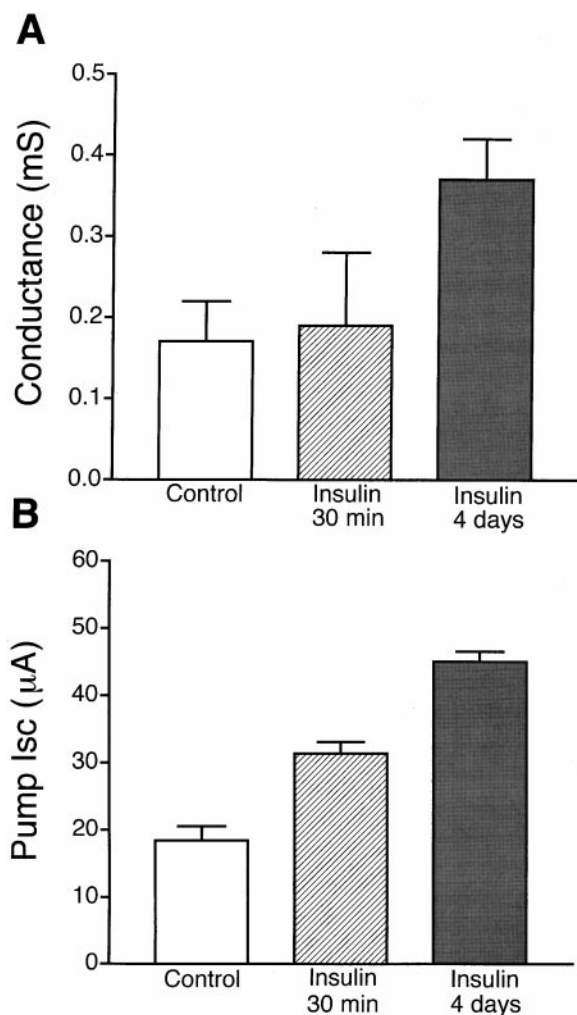 A
Conductance (mS)
0.5
0.4
0.3
0.2
0.1
0.0
Control
Insulin
30 min
Insulin
4 days
B
Pump Isc (µA)
60
50
40
30
20
10
0
Control
Insulin
30 min
Insulin
4 days